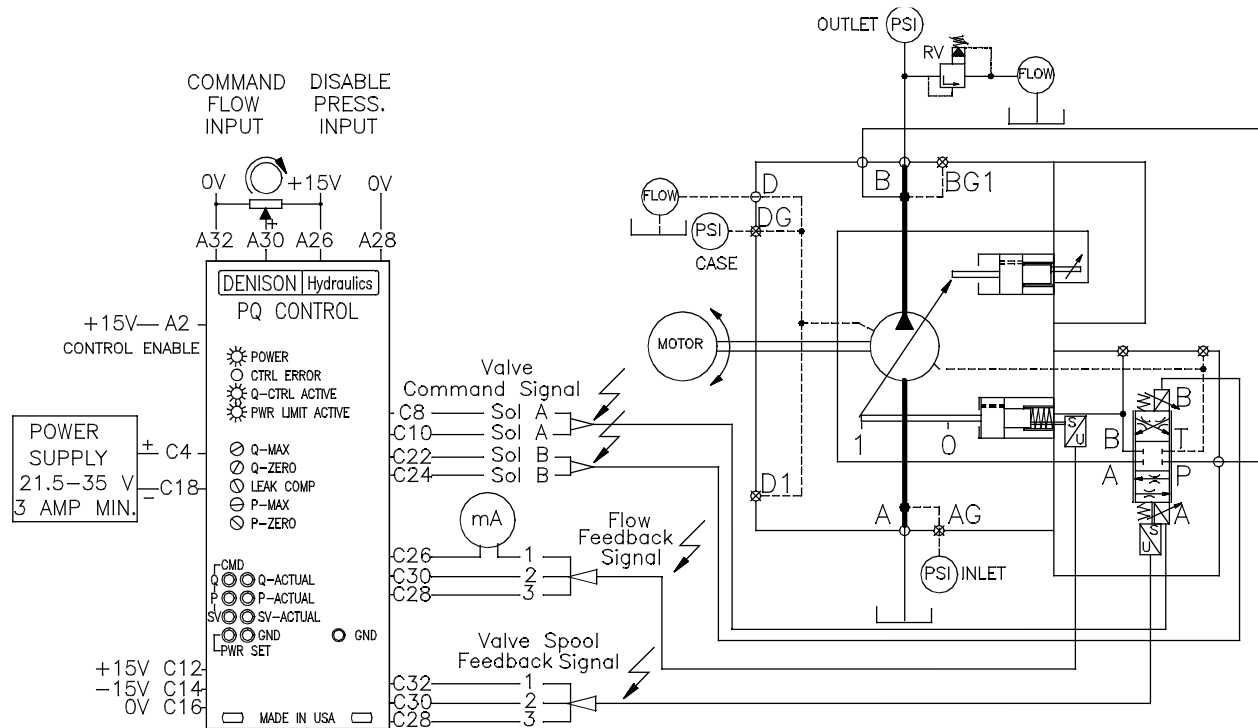 OUTLET PSI
RV
FLOW
COMMAND FLOW INPUT
DISABLE PRESS. INPUT
0V +15V 0V
A32 A30 A26 A28
DENISON Hydraulics
PQ CONTROL
+15V A2
CONTROL ENABLE
POWER
CTRL ERROR
Q-CTRL ACTIVE
PWR LIMIT ACTIVE
POWER SUPPLY
21.5-35 V
3 AMP MIN.
+ C4
- C18
Q-MAX
Q-ZERO
LEAK COMP
P-MAX
P-ZERO
CMD
Q Q-ACTUAL
P P-ACTUAL
SV SV-ACTUAL
GND
GND
PWR SET
+15V C12
-15V C14
0V C16
MADE IN USA
Valve
Command Signal
C8 Sol A
C10 Sol A
C22 Sol B
C24 Sol B
mA
Flow
Feedback
Signal
C26 1
C30 2
C28 3
Valve Spool
Feedback Signal
C32 1
C30 2
C28 3
FLOW
D
DG
PSI
CASE
B
BG1
MOTOR
1 0
S
U
D1
A
AG
PSI INLET
B
B T
A P
A
S
U